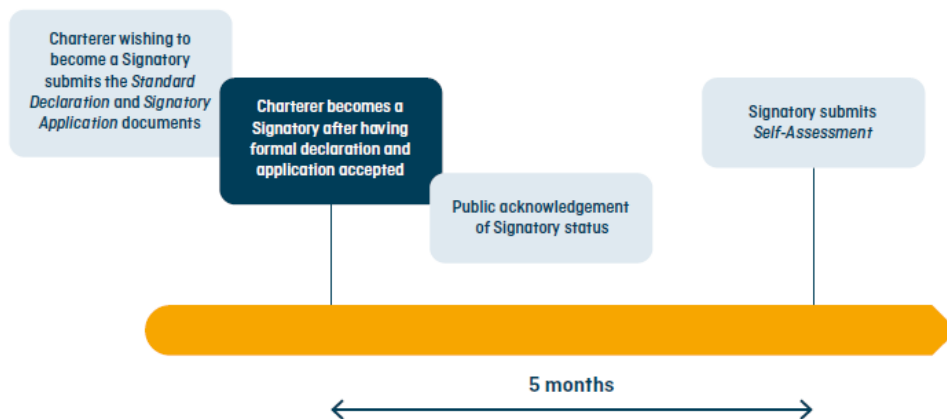 Charterer wishing to
become a Signatory
submits the Standard
Declaration and Signatory
Application documents
Charterer becomes a
Signatory after having
formal declaration and
application accepted
Public acknowledgement
of Signatory status
Signatory submits
Self-Assessment
5 months